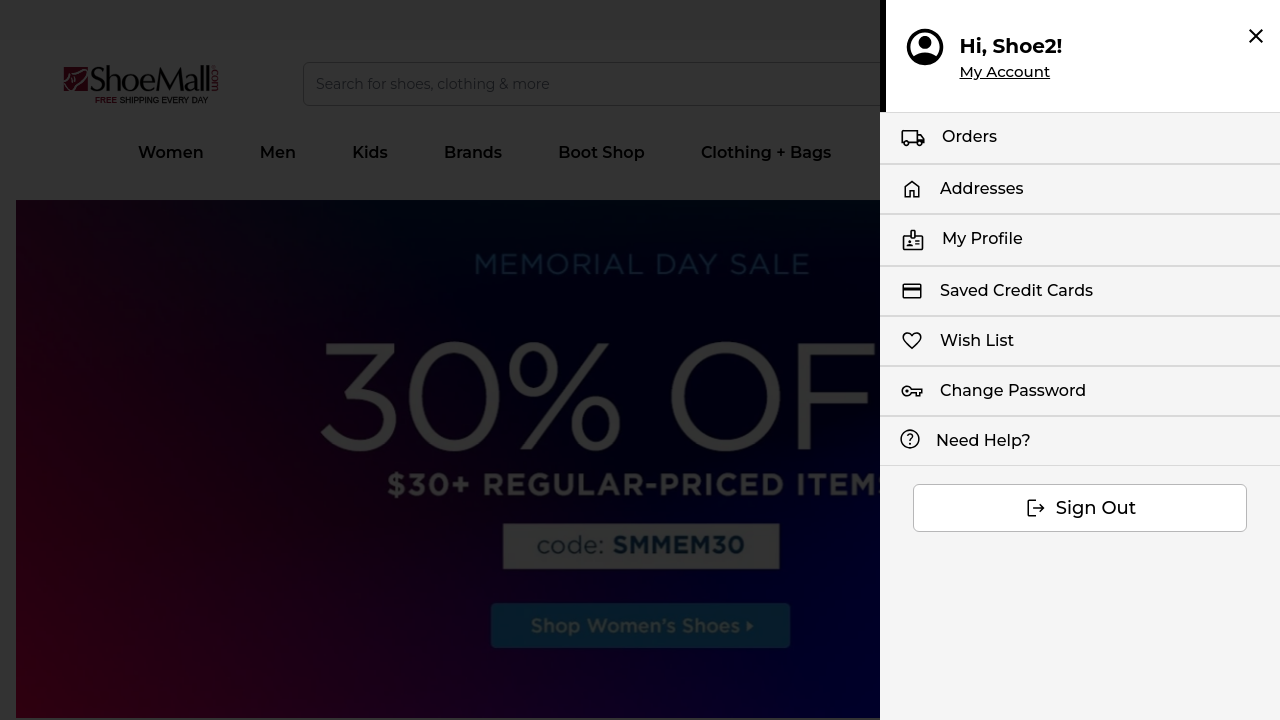 ShoeMall.com
FREE SHIPPING EVERY DAY
Search for shoes, clothing & more
Women
Men
Kids
Brands
Boot Shop
Clothing + Bags
MEMORIAL DAY SALE
30% OF
$30+ REGULAR-PRICED ITEMS
code: SMMEM30
Shop Women's Shoes
Hi, Shoe2!
My Account
Orders
Addresses
My Profile
Saved Credit Cards
Wish List
Change Password
Need Help?
Sign Out